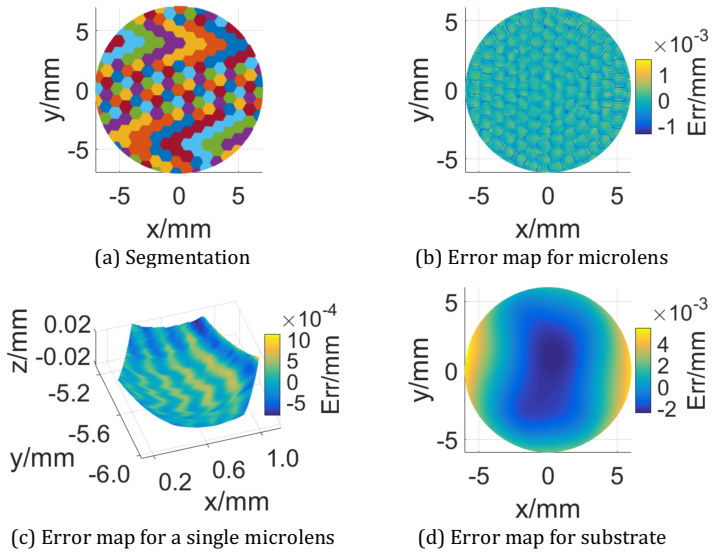 5
0
-5
y/mm
-5 0 5
x/mm
(a) Segmentation
5
0
-5
y/mm
-5 0 5
x/mm
×10⁻³
1
0
-1
Err/mm
(b) Error map for microlens
0.02
-0.02
z/mm
-5.2
-5.6
-6.0
y/mm
0.2 0.6 1.0
x/mm
×10⁻⁴
10
5
0
-5
Err/mm
(c) Error map for a single microlens
5
0
-5
y/mm
-5 0 5
x/mm
×10⁻³
4
2
0
-2
Err/mm
(d) Error map for substrate